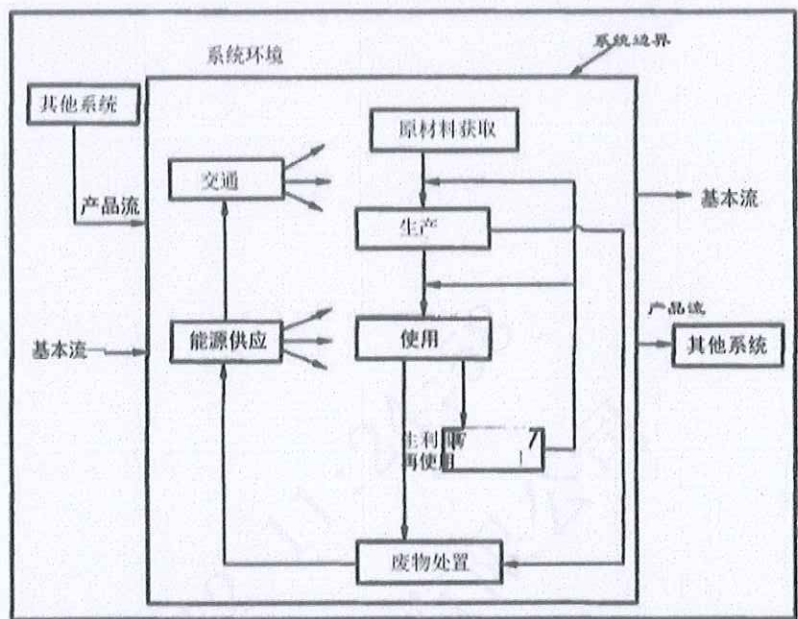 系统环境
系统边界
其他系统
原材料获取
交通
产品流
基本流
生产
产品流
能源供应
使用
基本流
其他系统
再使用
废物处置